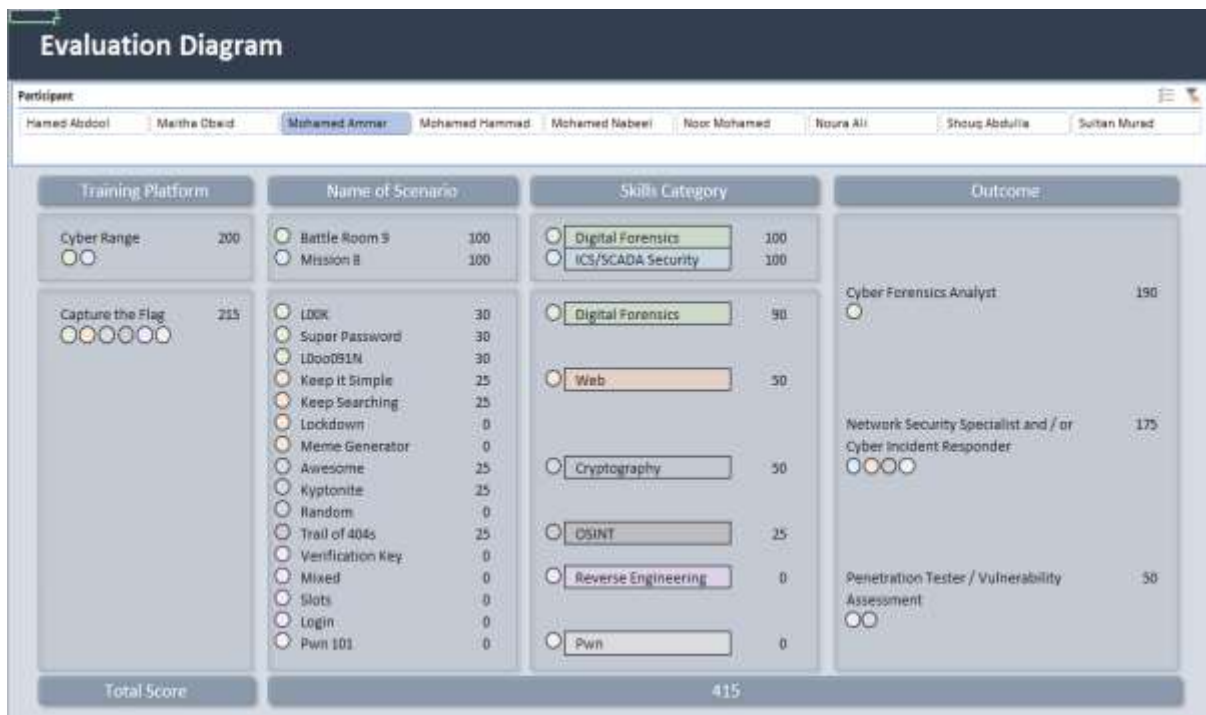 Evaluation Diagram
Participant
Hamed Abdool Maitha Obaid Mohamed Ammar Mohamed Hammad Mohamed Nabeel Noor Mohamed Noura Ali Shouq Abdulla Sultan Murad
Training Platform Name of Scenario Skills Category Outcome
Cyber Range 200
Battle Room 9 100
Mission 8 100
Digital Forensics 100
ICS/SCADA Security 100
Capture the Flag 215
L00K 30
Super Password 30
L0oo091N 30
Keep it Simple 25
Keep Searching 25
Lockdown 0
Meme Generator 0
Awesome 25
Kyptonite 25
Random 0
Trail of 404s 25
Verification Key 0
Mixed 0
Slots 0
Login 0
Pwn 101 0
Digital Forensics 90
Web 50
Cryptography 50
OSINT 25
Reverse Engineering 0
Pwn 0
Cyber Forensics Analyst 190
Network Security Specialist and / or 175
Cyber Incident Responder
Penetration Tester / Vulnerability 50
Assessment
Total Score 415